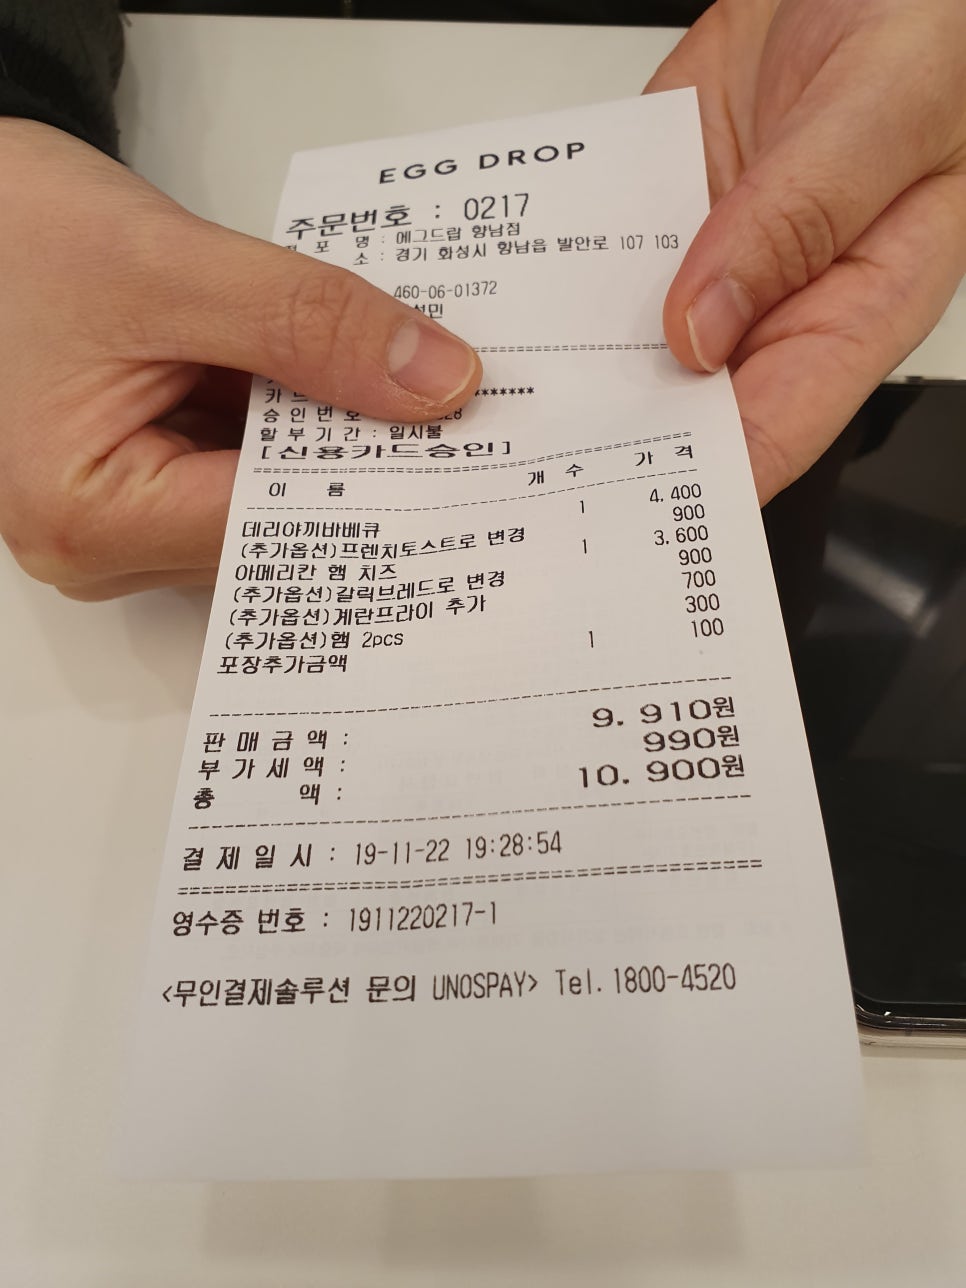 EGG DROP
주문번호 : 0217
포 명 : 에그드랍 향남점
소 : 경기 화성시 향남읍 발안로 107 103
460-06-01372
석민
카드 *******
승인번호 28
할부기간 : 일시불
[신용카드승인]
이 름 개 수 가 격
데리야끼바베큐 1 4,400
(추가옵션)프렌치토스트로 변경 900
아메리칸 햄 치즈 1 3,600
(추가옵션)갈릭브레드로 변경 900
(추가옵션)계란프라이 추가 700
(추가옵션)햄 2pcs 300
포장추가금액 1 100
판 매 금 액 : 9,910원
부 가 세 액 : 990원
총 액 : 10,900원
결 제 일 시 : 19-11-22 19:28:54
영수증 번호 : 1911220217-1
<무인결제솔루션 문의 UNOSPAY> Tel.1800-4520